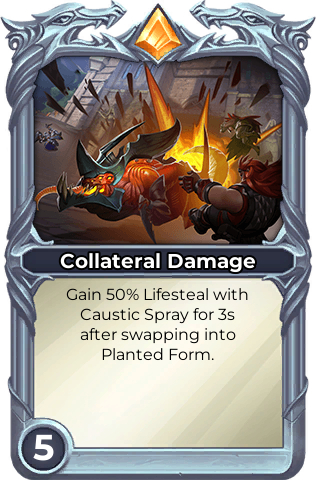 Collateral Damage
Gain 50% Lifesteal with
Caustic Spray for 3s
after swapping into
Planted Form.
5